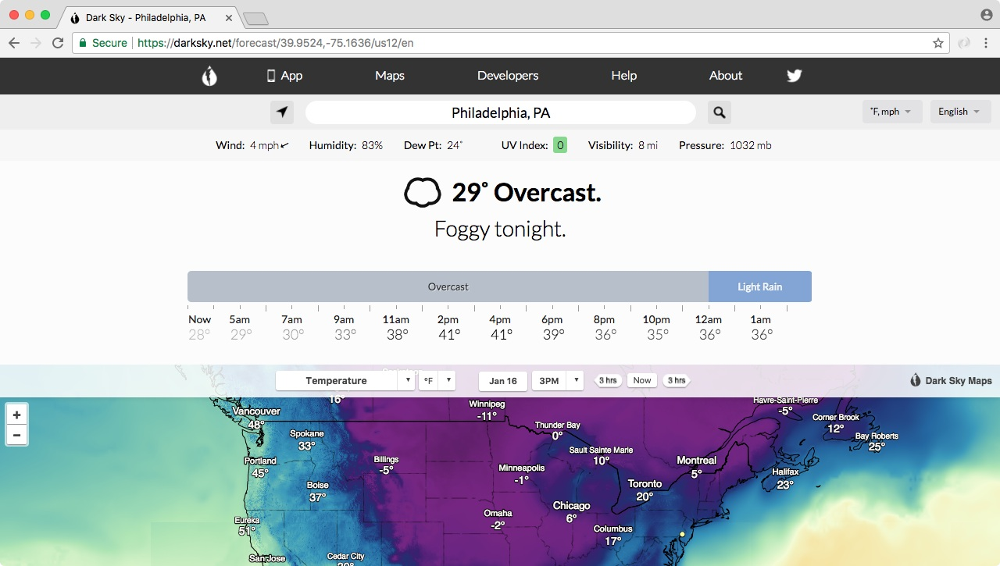 Dark Sky - Philadelphia, PA
Secure https://darksky.net/forecast/39.9524,-75.1636/us12/en
App Maps Developers Help About
Philadelphia, PA
˚F, mph English
Wind: 4 mph Humidity: 83% Dew Pt: 24˚ UV Index: 0 Visibility: 8 mi Pressure: 1032 mb
29˚ Overcast.
Foggy tonight.
Overcast Light Rain
Now 5am 7am 9am 11am 2pm 4pm 6pm 8pm 10pm 12am 1am
28° 29° 30° 33° 38° 41° 41° 39° 36° 35° 36° 36°
Temperature °F Jan 16 3PM 3 hrs Now 3 hrs Dark Sky Maps
+
−
16°
Vancouver
48°
Winnipeg
-11°
Havre-Saint-Pierre
-5°
Corner Brook
12°
Bay Roberts
25°
Thunder Bay
0°
Spokane
33°
Sault Sainte Marie
10°
Billings
-5°
Portland
45°
Minneapolis
-1°
Montreal
5°
Halifax
23°
Boise
37°
Toronto
20°
Chicago
6°
Omaha
-2°
Eureka
51°
Columbus
17°
San Jose
Cedar City